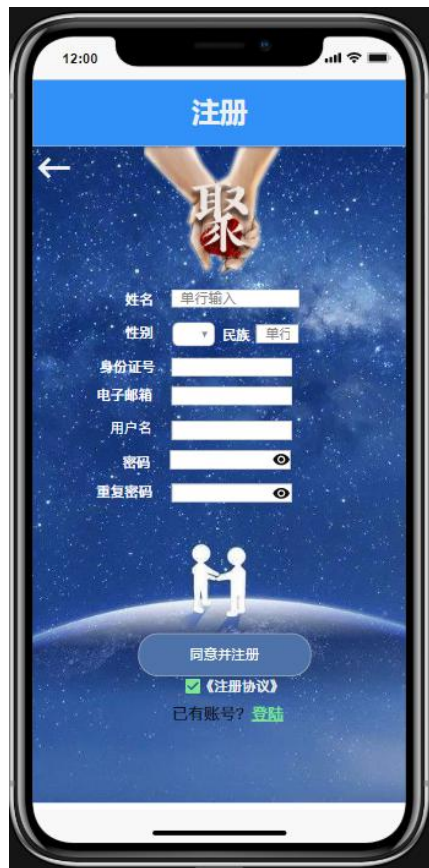 12:00
注册
聚
姓名 单行输入
性别 民族 单行
身份证号
电子邮箱
用户名
密码
重复密码
同意并注册
《注册协议》
已有账号? 登陆